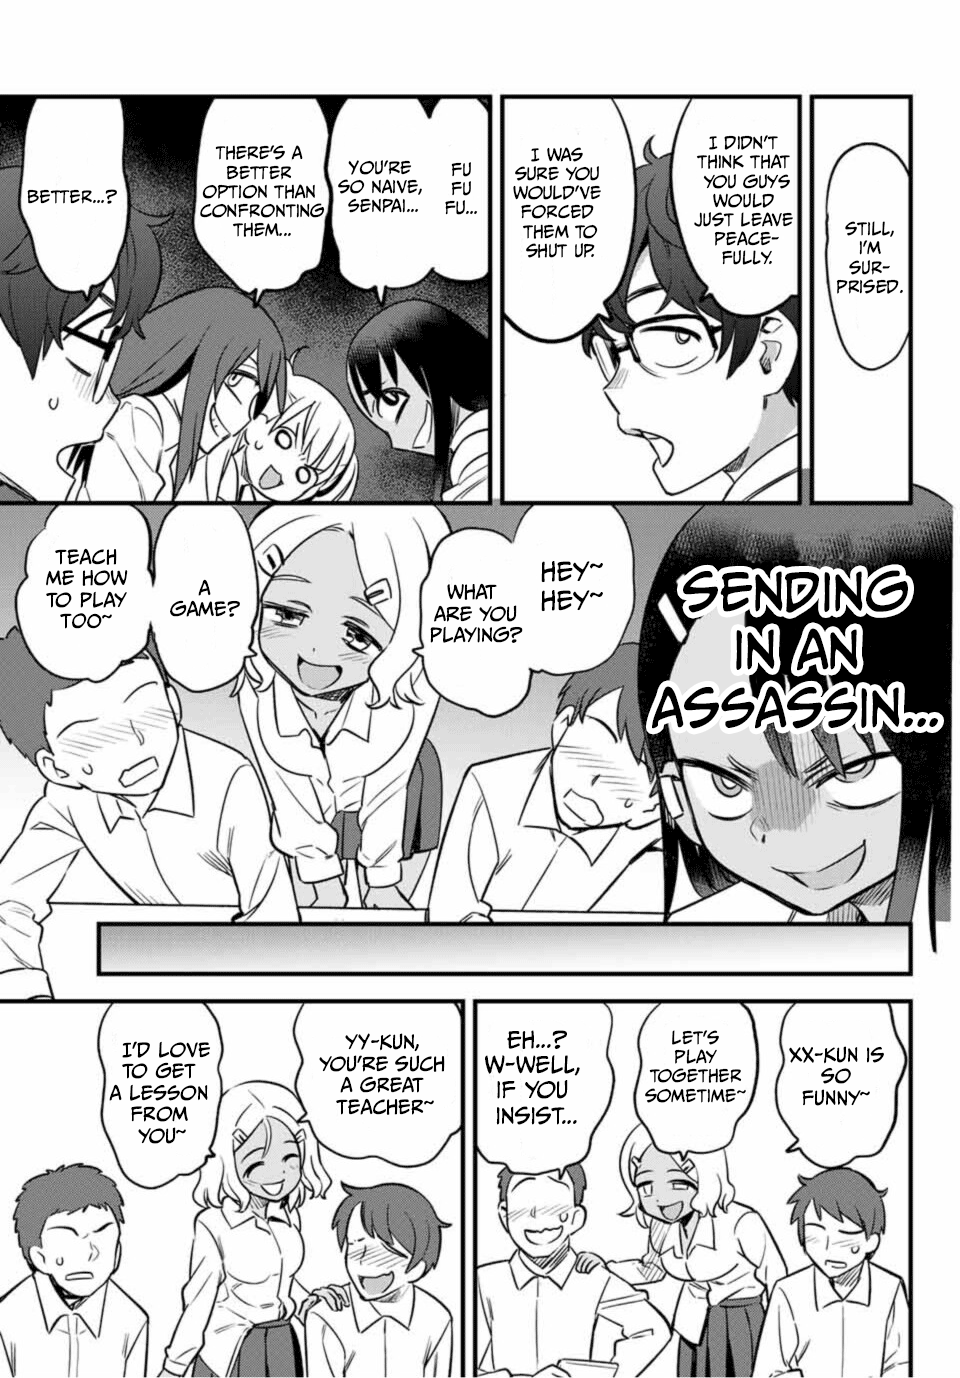 STILL,
I'M
SUR-
PRISED.
I DIDN'T
THINK THAT
YOU GUYS
WOULD
JUST LEAVE
PEACE-
FULLY.
I WAS
SURE YOU
WOULD'VE
FORCED
THEM TO
SHUT UP.
FU
FU
FU...
YOU'RE
SO NAIVE,
SENPAI...
THERE'S A
BETTER
OPTION THAN
CONFRONTING
THEM...
BETTER...?
SENDING
IN AN
ASSASSIN...
HEY~
HEY~
WHAT
ARE YOU
PLAYING?
A
GAME?
TEACH
ME HOW
TO PLAY
TOO~
XX-KUN IS
SO
FUNNY~
LET'S
PLAY
TOGETHER
SOMETIME~
EH...?
W-WELL,
IF YOU
INSIST...
YY-KUN,
YOU'RE SUCH
A GREAT
TEACHER~
I'D LOVE
TO GET
A LESSON
FROM
YOU~